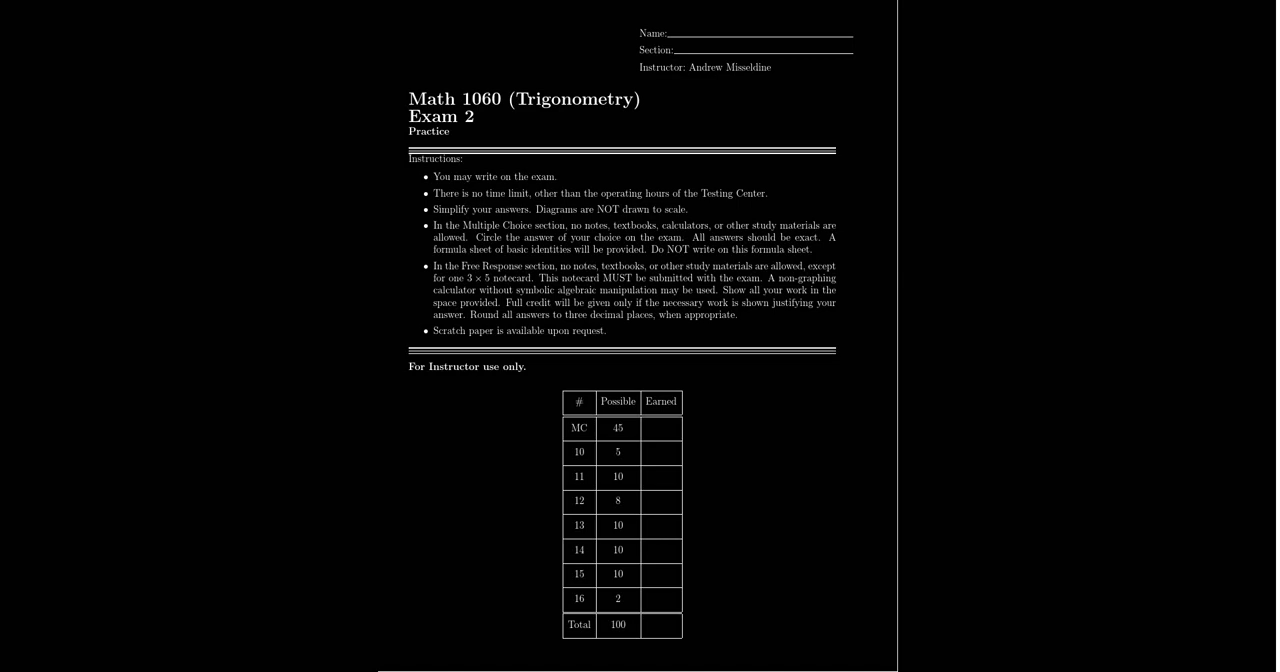 Name:
Section:
Instructor: Andrew Misseldine
Math 1060 (Trigonometry)
Exam 2
Practice
Instructions:
• You may write on the exam.
• There is no time limit, other than the operating hours of the Testing Center.
• Simplify your answers. Diagrams are NOT drawn to scale.
• In the Multiple Choice section, no notes, textbooks, calculators, or other study materials are
allowed. Circle the answer of your choice on the exam. All answers should be exact. A
formula sheet of basic identities will be provided. Do NOT write on this formula sheet.
• In the Free Response section, no notes, textbooks, or other study materials are allowed, except
for one 3 × 5 notecard. This notecard MUST be submitted with the exam. A non-graphing
calculator without symbolic algebraic manipulation may be used. Show all your work in the
space provided. Full credit will be given only if the necessary work is shown justifying your
answer. Round all answers to three decimal places, when appropriate.
• Scratch paper is available upon request.
For Instructor use only.
# Possible Earned
MC 45
10 5
11 10
12 8
13 10
14 10
15 10
16 2
Total 100